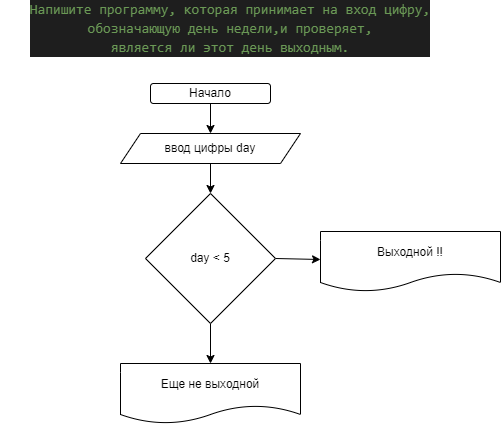 Напишите программу, которая принимает на вход цифру,
обозначающую день недели,и проверяет,
является ли этот день выходным.
Начало
ввод цифры day
day < 5
Выходной !!
Еще не выходной